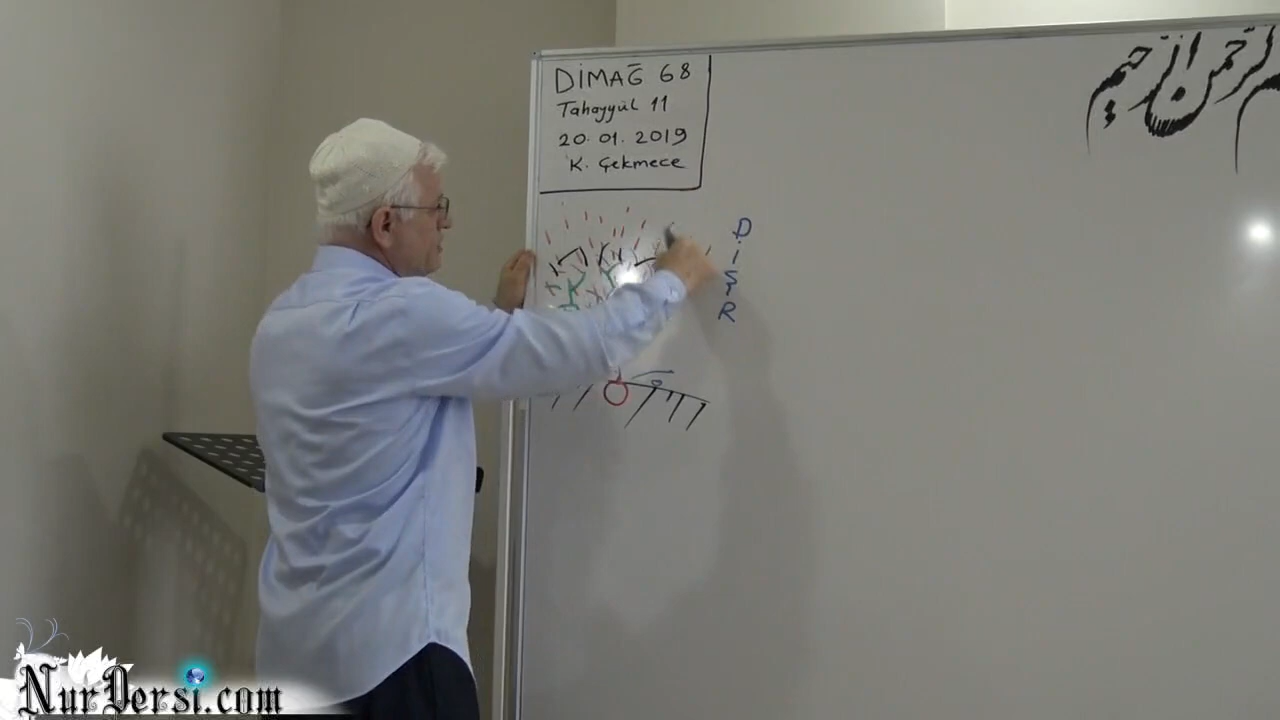 DİMAĞ 68
Tahayyül 11
20.01.2019
K. Çekmece
الرحمن الرحيم
D
İ
Ş
R
NurDersi.com